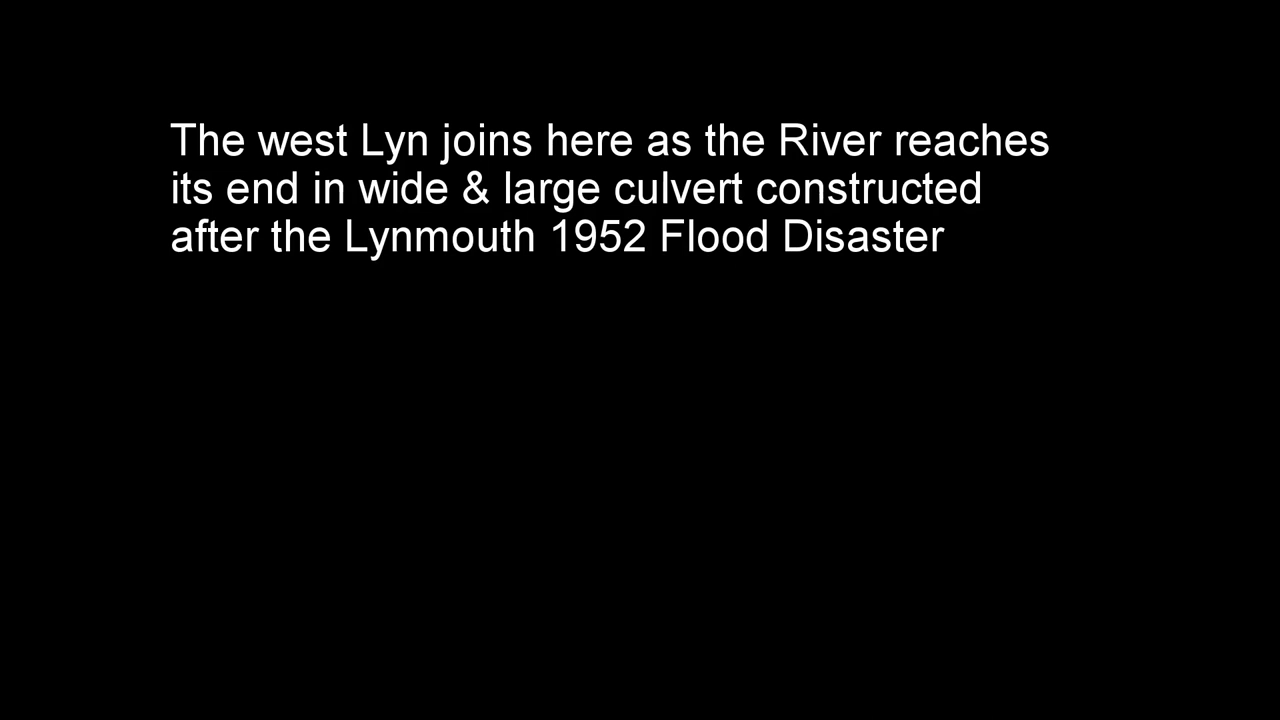 The west Lyn joins here as the River reaches
its end in wide & large culvert constructed
after the Lynmouth 1952 Flood Disaster